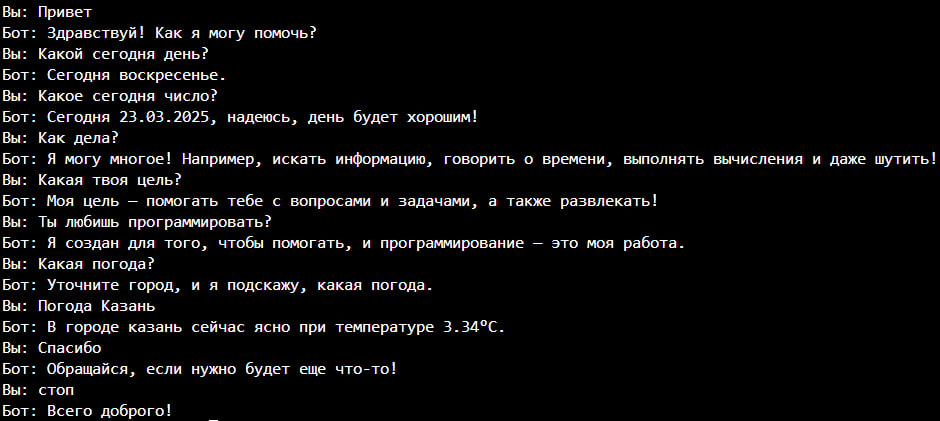 Вы: Привет
Бот: Здравствуй! Как я могу помочь?
Вы: Какой сегодня день?
Бот: Сегодня воскресенье.
Вы: Какое сегодня число?
Бот: Сегодня 23.03.2025, надеюсь, день будет хорошим!
Вы: Как дела?
Бот: Я могу многое! Например, искать информацию, говорить о времени, выполнять вычисления и даже шутить!
Вы: Какая твоя цель?
Бот: Моя цель — помогать тебе с вопросами и задачами, а также развлекать!
Вы: Ты любишь программировать?
Бот: Я создан для того, чтобы помогать, и программирование — это моя работа.
Вы: Какая погода?
Бот: Уточните город, и я подскажу, какая погода.
Вы: Погода Казань
Бот: В городе казань сейчас ясно при температуре 3.34°C.
Вы: Спасибо
Бот: Обращайся, если нужно будет еще что-то!
Вы: стоп
Бот: Всего доброго!